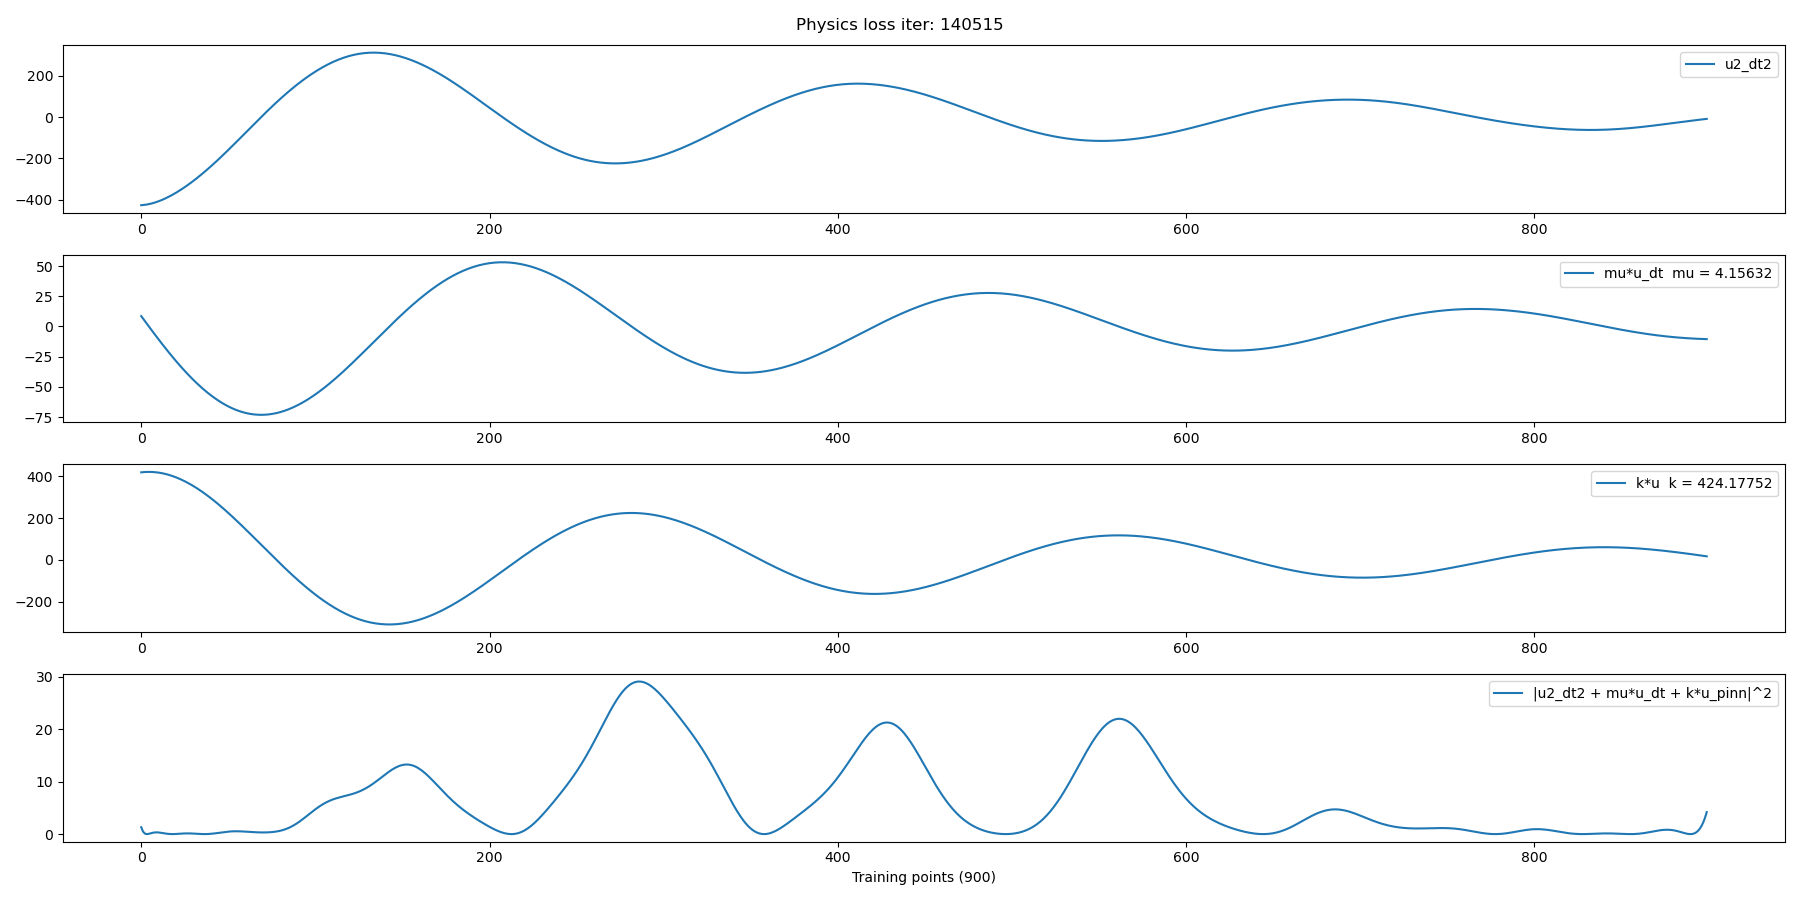 Physics loss iter: 140515
u2_dt2
200
0
−200
−400
0 200 400 600 800
mu*u_dt mu = 4.15632
50
25
0
−25
−50
−75
0 200 400 600 800
k*u k = 424.17752
400
200
0
−200
0 200 400 600 800
|u2_dt2 + mu*u_dt + k*u_pinn|^2
30
20
10
0
0 200 400 600 800
Training points (900)